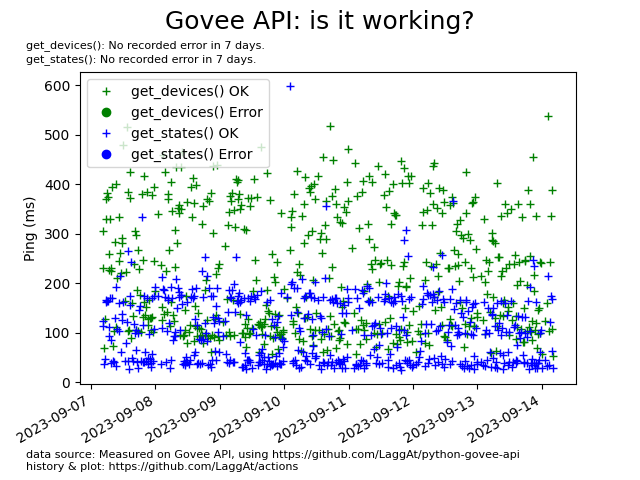 Govee API: is it working?
get_devices(): No recorded error in 7 days.
get_states(): No recorded error in 7 days.
get_devices() OK
get_devices() Error
get_states() OK
get_states() Error
Ping (ms)
600
500
400
300
200
100
0
2023-09-07
2023-09-08
2023-09-09
2023-09-10
2023-09-11
2023-09-12
2023-09-13
2023-09-14
data source: Measured on Govee API, using https://github.com/LaggAt/python-govee-api
history & plot: https://github.com/LaggAt/actions